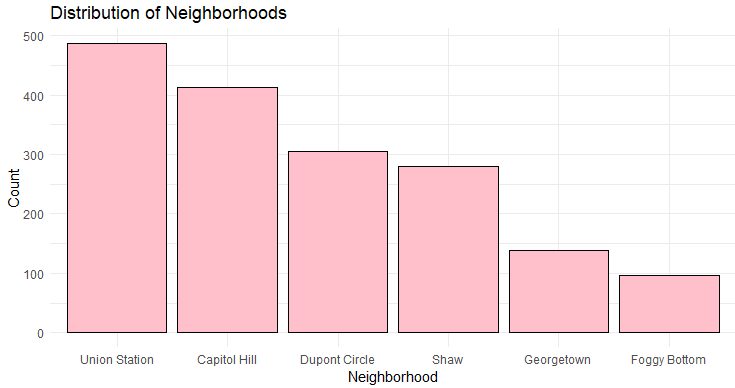 Distribution of Neighborhoods
500
400
300
200
100
0
Count
Union Station Capitol Hill Dupont Circle Shaw Georgetown Foggy Bottom
Neighborhood